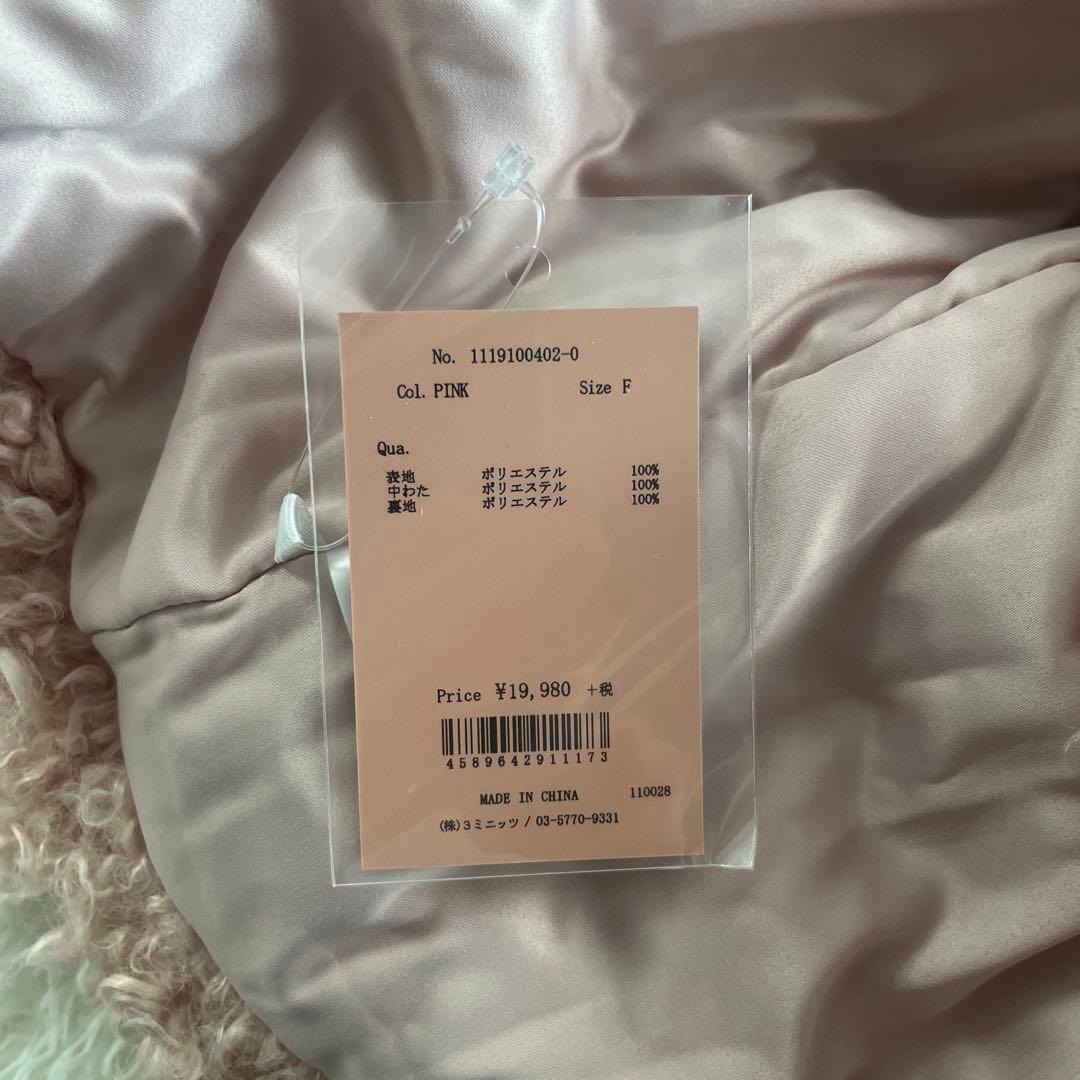 No. 1119100402-0
Col. PINK Size F
Qua.
表地 ポリエステル 100%
中わた ポリエステル 100%
裏地 ポリエステル 100%
Price ¥19,980 +税
4589642911173
MADE IN CHINA 110028
(株)3ミニッツ / 03-5770-9331